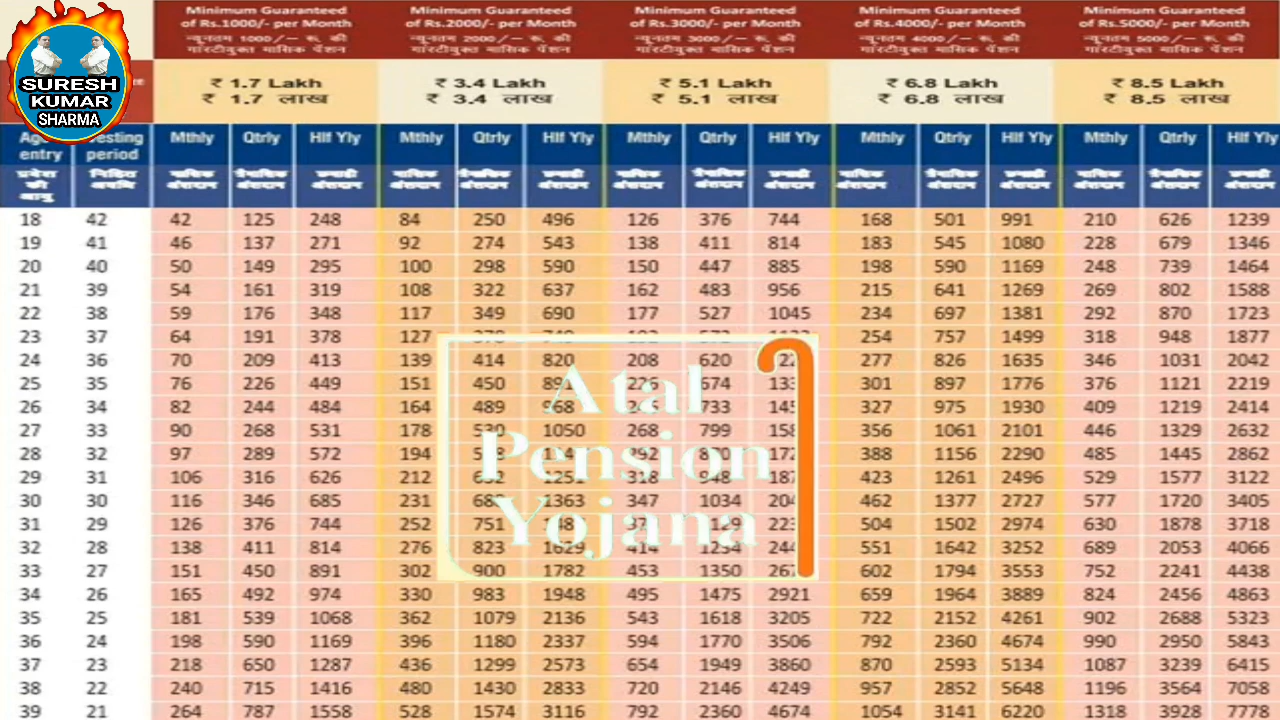 SURESH
KUMAR
SHARMA
Minimum Guaranteed Minimum Guaranteed Minimum Guaranteed Minimum Guaranteed Minimum Guaranteed
of Rs.1000/- per Month of Rs.2000/- per Month of Rs.3000/- per Month of Rs.4000/- per Month of Rs.5000/- per Month
न्यूनतम 1000/— रू. की न्यूनतम 2000/— रू. की न्यूनतम 3000/— रू. की न्यूनतम 4000/— रू. की न्यूनतम 5000/— रू. की
गारंटीयुक्त मासिक पेंशन गारंटीयुक्त मासिक पेंशन गारंटीयुक्त मासिक पेंशन गारंटीयुक्त मासिक पेंशन गारंटीयुक्त मासिक पेंशन
₹ 1.7 Lakh ₹ 3.4 Lakh ₹ 5.1 Lakh ₹ 6.8 Lakh ₹ 8.5 Lakh
₹ 1.7 लाख ₹ 3.4 लाख ₹ 5.1 लाख ₹ 6.8 लाख ₹ 8.5 लाख
Mthly Qtrly Hlf Yly Mthly Qtrly Hlf Yly Mthly Qtrly Hlf Yly Mthly Qtrly Hlf Yly Mthly Qtrly Hlf Yly
entry period
18 42 42 125 248 84 250 496 126 376 744 168 501 991 210 626 1239
19 41 46 137 271 92 274 543 138 411 814 183 545 1080 228 679 1346
20 40 50 149 295 100 298 590 150 447 885 198 590 1169 248 739 1464
21 39 54 161 319 108 322 637 162 483 956 215 641 1269 269 802 1588
22 38 59 176 348 117 349 690 177 527 1045 234 697 1381 292 870 1723
23 37 64 191 378 127 254 757 1499 318 948 1877
24 36 70 209 413 139 414 820 208 620 277 826 1635 346 1031 2042
25 35 76 226 449 151 450 674 301 897 1776 376 1121 2219
26 34 82 244 484 164 489 733 327 975 1930 409 1219 2414
27 33 90 268 531 178 1050 268 799 356 1061 2101 446 1329 2632
28 32 97 289 572 194 388 1156 2290 485 1445 2862
29 31 106 316 626 212 423 1261 2496 529 1577 3122
30 30 116 346 685 231 1363 347 1034 462 1377 2727 577 1720 3405
31 29 126 376 744 252 751 504 1502 2974 630 1878 3718
32 28 138 411 814 276 823 1629 414 1234 551 1642 3252 689 2053 4066
33 27 151 450 891 302 900 1782 453 1350 602 1794 3553 752 2241 4438
34 26 165 492 974 330 983 1948 495 1475 2921 659 1964 3889 824 2456 4863
35 25 181 539 1068 362 1079 2136 543 1618 3205 722 2152 4261 902 2688 5323
36 24 198 590 1169 396 1180 2337 594 1770 3506 792 2360 4674 990 2950 5843
37 23 218 650 1287 436 1299 2573 654 1949 3860 870 2593 5134 1087 3239 6415
38 22 240 715 1416 480 1430 2833 720 2146 4249 957 2852 5648 1196 3564 7058
39 21 264 787 1558 528 1574 3116 792 2360 4674 1054 3141 6220 1318 3928 7778
Atal
Pension
Yojana